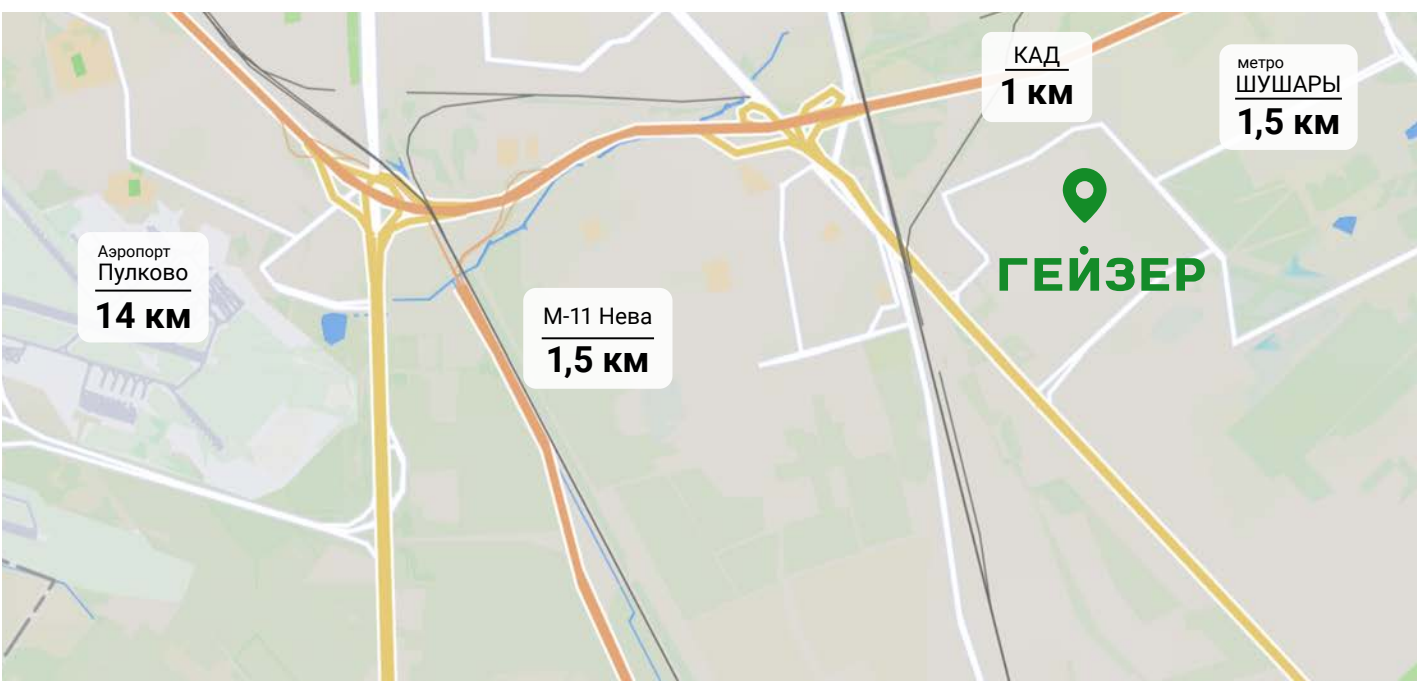 КАД
1 км
метро
ШУШАРЫ
1,5 км
Аэропорт
Пулково
14 км
ГЕЙЗЕР
М-11 Нева
1,5 км